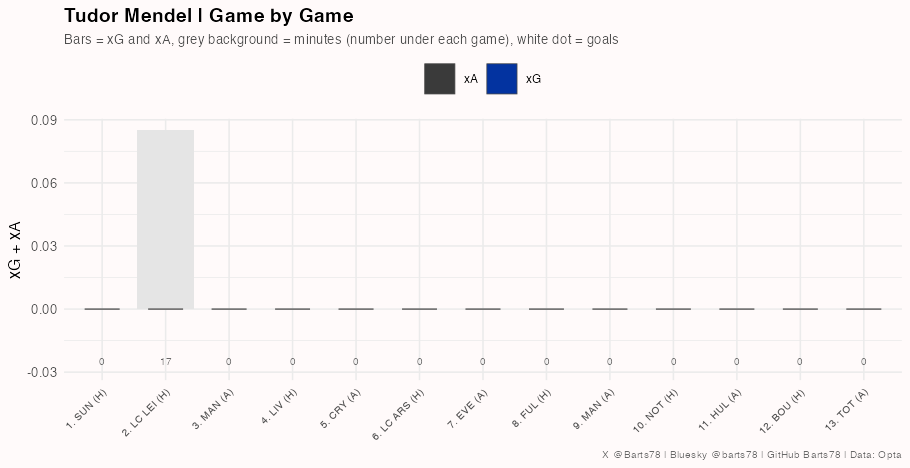 Tudor Mendel | Game by Game
Bars = xG and xA, grey background = minutes (number under each game), white dot = goals
xA xG
xG + xA
0.09
0.06
0.03
0.00
-0.03
0 17 0 0 0 0 0 0 0 0 0 0 0
1. SUN (H)
2. LC LEI (H)
3. MAN (A)
4. LIV (H)
5. CRY (A)
6. LC ARS (H)
7. EVE (A)
8. FUL (H)
9. MAN (A)
10. NOT (H)
11. HUL (A)
12. BOU (H)
13. TOT (A)
X @Barts78 | Bluesky @barts78 | GitHub Barts78 | Data: Opta